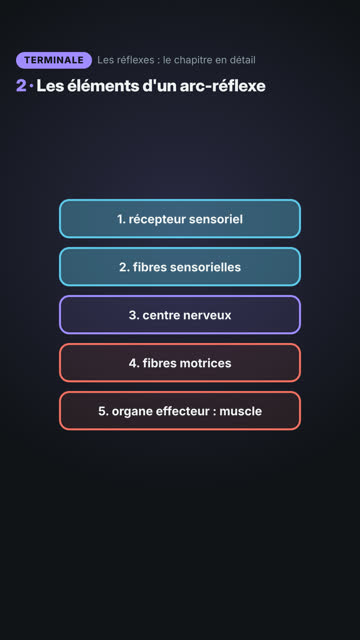 TERMINALE Les réflexes : le chapitre en détail
2 · Les éléments d'un arc-réflexe
1. récepteur sensoriel
2. fibres sensorielles
3. centre nerveux
4. fibres motrices
5. organe effecteur : muscle